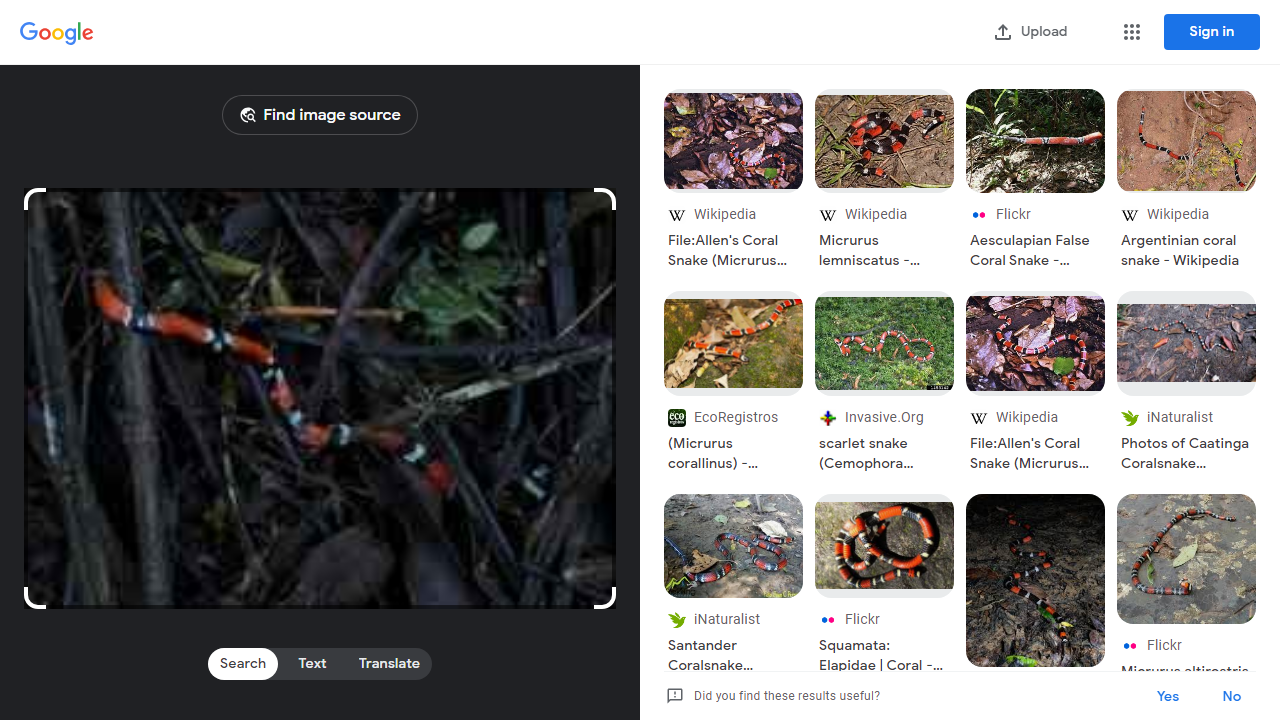 Google
Upload
Sign in
Find image source
Search
Text
Translate
Wikipedia
File:Allen's Coral
Snake (Micrurus...
Wikipedia
Micrurus
lemniscatus -...
Flickr
Aesculapian False
Coral Snake -...
Wikipedia
Argentinian coral
snake - Wikipedia
EcoRegistros
(Micrurus
corallinus) -...
Invasive.Org
scarlet snake
(Cemophora...
Wikipedia
File:Allen's Coral
Snake (Micrurus...
iNaturalist
Photos of Caatinga
Coralsnake...
iNaturalist
Santander
Coralsnake...
Flickr
Squamata:
Elapidae | Coral -...
Flickr
Micrurus altirostris
Did you find these results useful?
Yes
No